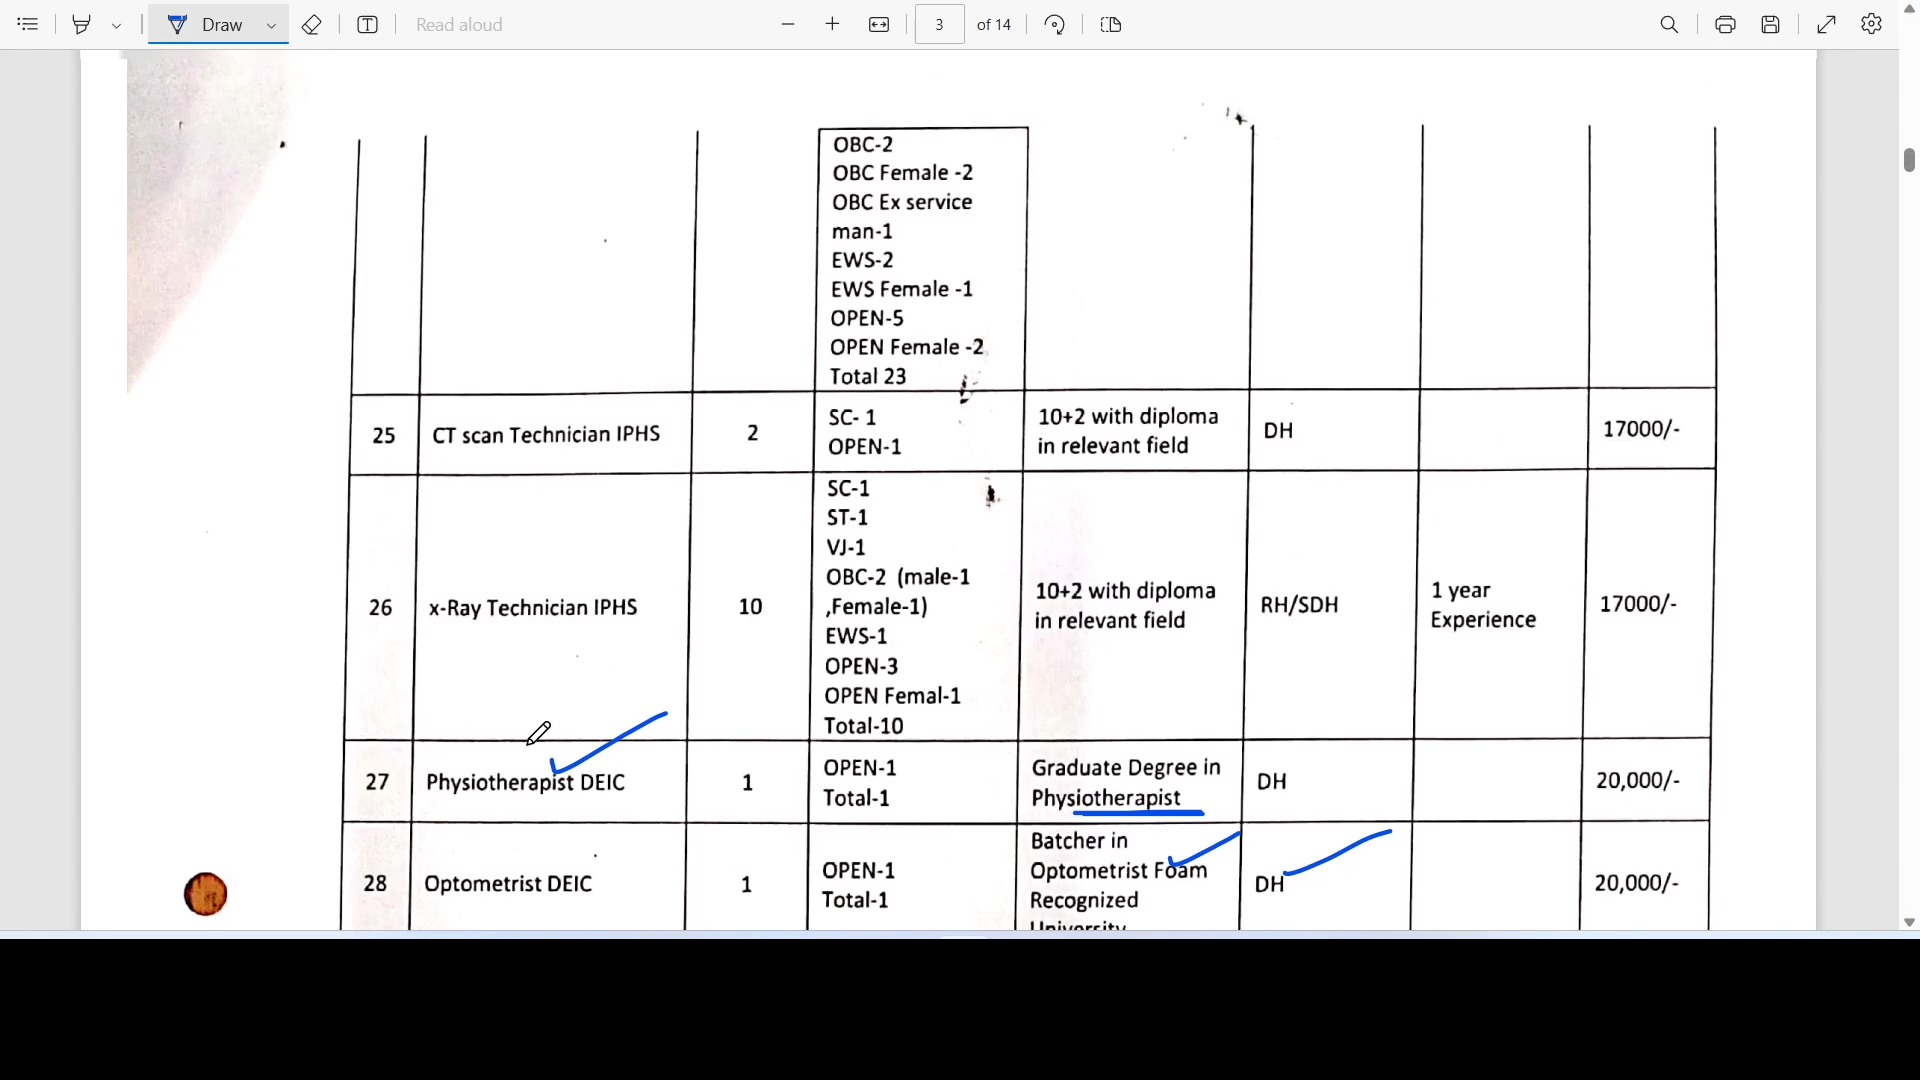 Draw
Read aloud
3
of 14
OBC-2
OBC Female -2
OBC Ex service
man-1
EWS-2
EWS Female -1
OPEN-5
OPEN Female -2
Total 23
25
CT scan Technician IPHS
2
SC- 1
OPEN-1
10+2 with diploma
in relevant field
DH
17000/-
26
x-Ray Technician IPHS
10
SC-1
ST-1
VJ-1
OBC-2 (male-1
,Female-1)
EWS-1
OPEN-3
OPEN Femal-1
Total-10
10+2 with diploma
in relevant field
RH/SDH
1 year
Experience
17000/-
27
Physiotherapist DEIC
1
OPEN-1
Total-1
Graduate Degree in
Physiotherapist
DH
20,000/-
28
Optometrist DEIC
1
OPEN-1
Total-1
Batcher in
Optometrist Foam
Recognized
University
DH
20,000/-